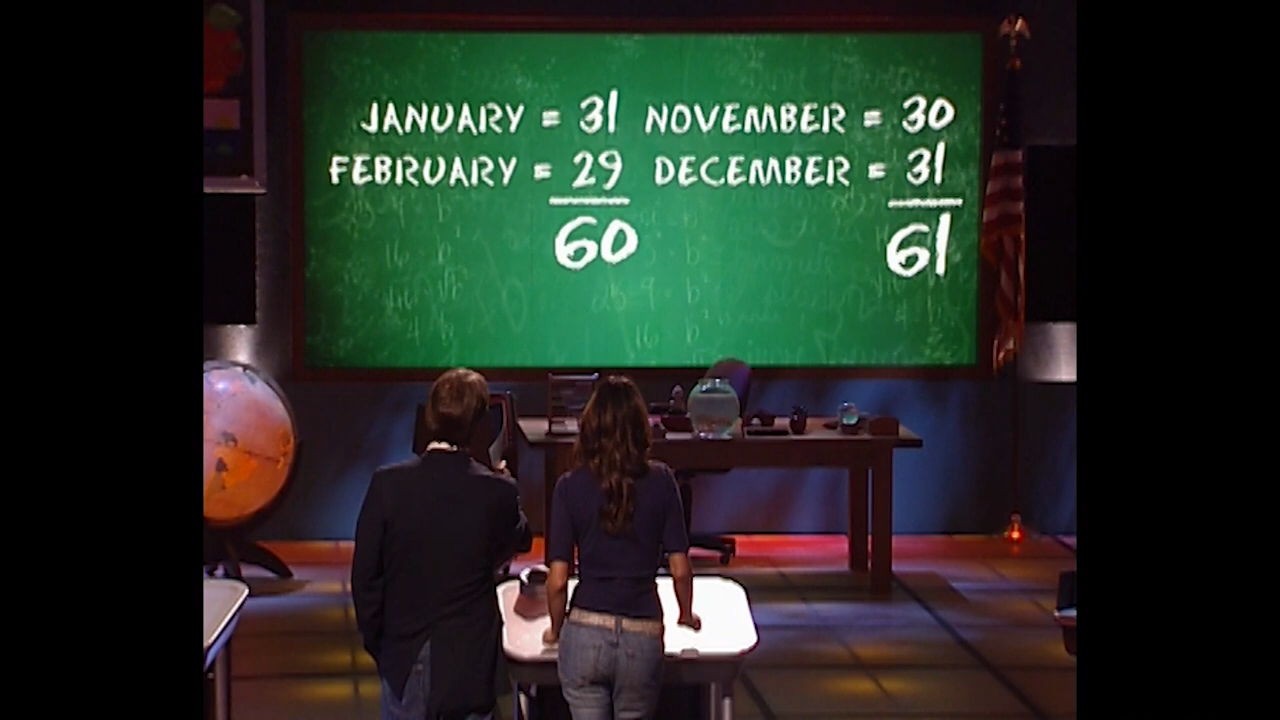 JANUARY = 31 NOVEMBER = 30
FEBRUARY = 29 DECEMBER = 31
60 61